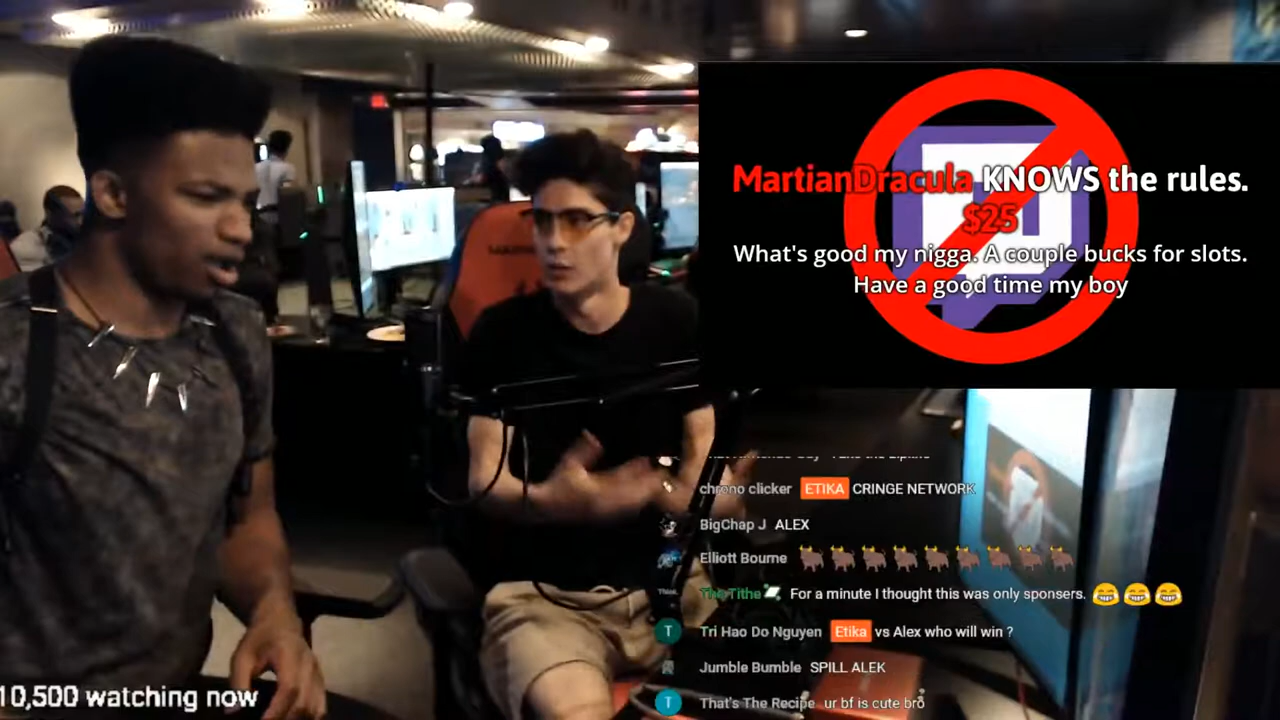 MartianDracula KNOWS the rules.
$25
What's good my nigga. A couple bucks for slots.
Have a good time my boy
chrono clicker ETIKA CRINGE NETWORK
BigChap J ALEX
Elliott Bourne
The Tithe For a minute I thought this was only sponsers.
T Tri Hao Do Nguyen Etika vs Alex who will win ?
Jumble Bumble SPILL ALEK
T That's The Recipe ur bf is cute bro
10,500 watching now